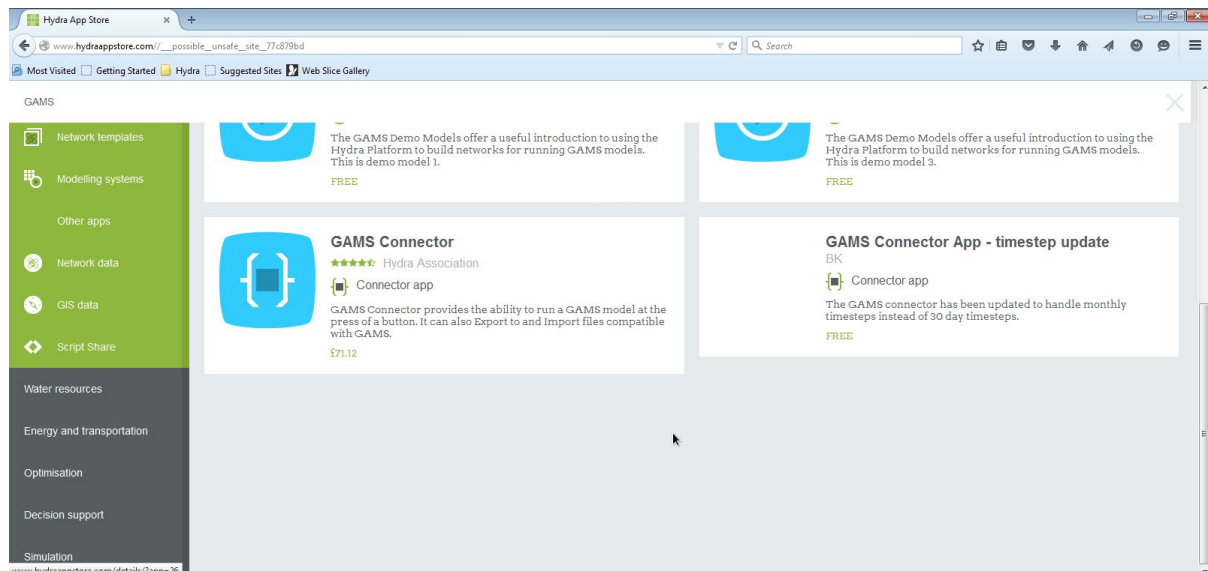 Hydra App Store
www.hydraappstore.com//__possible__unsafe_site_77c879bd
Search
Most Visited
Getting Started
Hydra
Suggested Sites
Web Slice Gallery
GAMS
Network templates
Modelling systems
Other apps
Network data
GIS data
Script Share
Water resources
Energy and transportation
Optimisation
Decision support
Simulation
The GAMS Demo Models offer a useful introduction to using the
Hydra Platform to build networks for running GAMS models.
This is demo model 1.
FREE
The GAMS Demo Models offer a useful introduction to using the
Hydra Platform to build networks for running GAMS models.
This is demo model 3.
FREE
GAMS Connector
Hydra Association
Connector app
GAMS Connector provides the ability to run a GAMS model at the
press of a button. It can also Export to and Import files compatible
with GAMS.
£71.12
GAMS Connector App - timestep update
BK
Connector app
The GAMS connector has been updated to handle monthly
timesteps instead of 30 day timesteps.
FREE
www.hydraappstore.com/details/?app=26